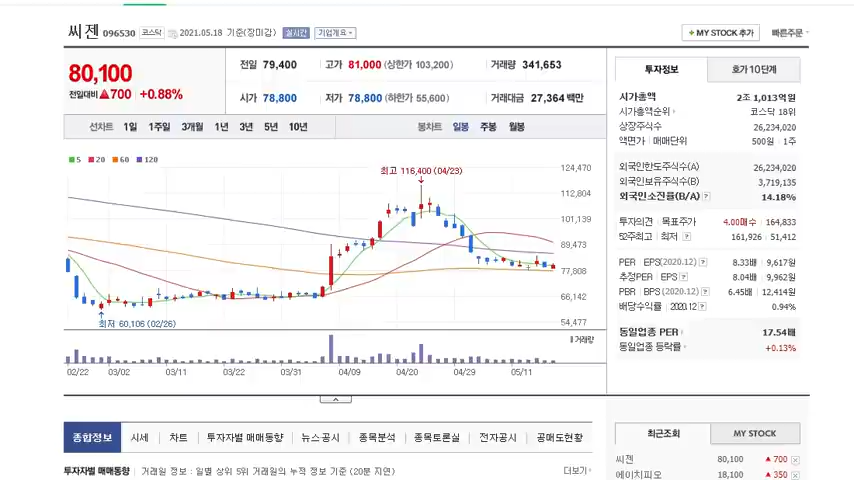 씨젠 096530 코스닥 2021.05.18 기준(장마감) 실시간 기업개요
+ MY STOCK 추가 빠른주문
80,100
전일대비 ▲700 +0.88%
전일 79,400 고가 81,000 (상한가 103,200) 거래량 341,653
시가 78,800 저가 78,800 (하한가 55,600) 거래대금 27,364 백만
선차트 1일 1주일 3개월 1년 3년 5년 10년 봉차트 일봉 주봉 월봉
5 20 60 120
최고 116,400 (04/23)
최저 60,106 (02/26)
124,470
112,804
101,139
89,473
77,808
66,142
54,477
거래량
02/22 03/02 03/11 03/22 03/31 04/09 04/20 04/29 05/11
투자정보 호가 10단계
시가총액 2조 1,013억원
시가총액순위 코스닥 18위
상장주식수 26,234,020
액면가 매매단위 500원 1주
외국인한도주식수(A) 26,234,020
외국인보유주식수(B) 3,719,135
외국인소진율(B/A) ? 14.18%
투자의견 목표주가 4.00매수 164,833
52주최고 최저 ? 161,926 51,412
PER EPS(2020.12) ? 8.33배 9,617원
추정PER EPS ? 8.04배 9,962원
PBR BPS (2020.12) ? 6.45배 12,414원
배당수익률 2020.12 ? 0.94%
동일업종 PER 17.54배
동일업종 등락률 +0.13%
종합정보 시세 차트 투자자별 매매동향 뉴스·공시 종목분석 종목토론실 전자공시 공매도현황
투자자별 매매동향 거래일 정보 : 일별 상위 5위 거래원의 누적 정보 기준 (20분 지연) 더보기
최근조회 MY STOCK
씨젠 80,100 ▲ 700
에이치피오 18,100 ▲ 350